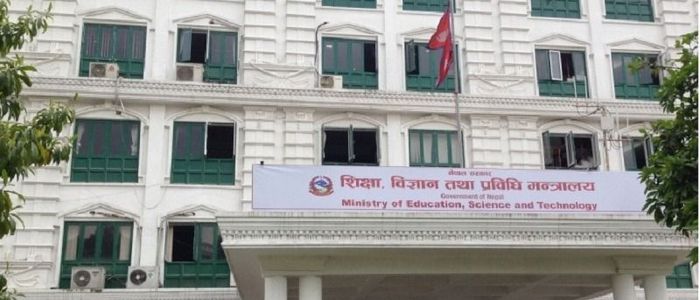 नेपाल सरकार
शिक्षा, विज्ञान तथा प्रविधि मन्त्रालय
Government of Nepal
Ministry of Education, Science and Technology